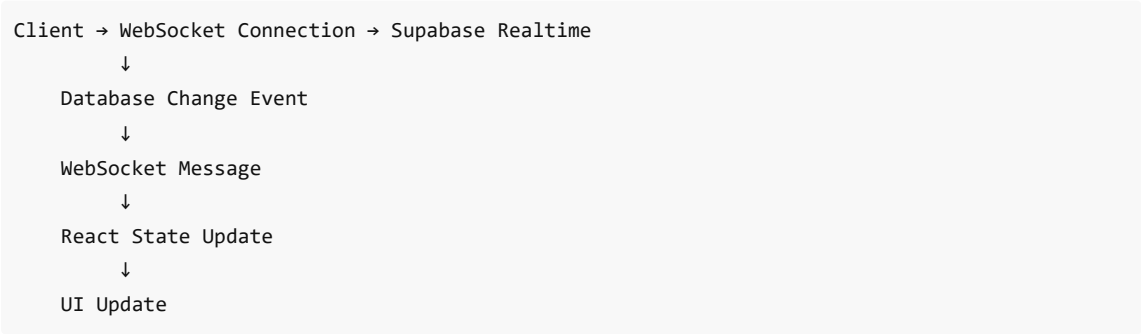 Client → WebSocket Connection → Supabase Realtime
↓
Database Change Event
↓
WebSocket Message
↓
React State Update
↓
UI Update